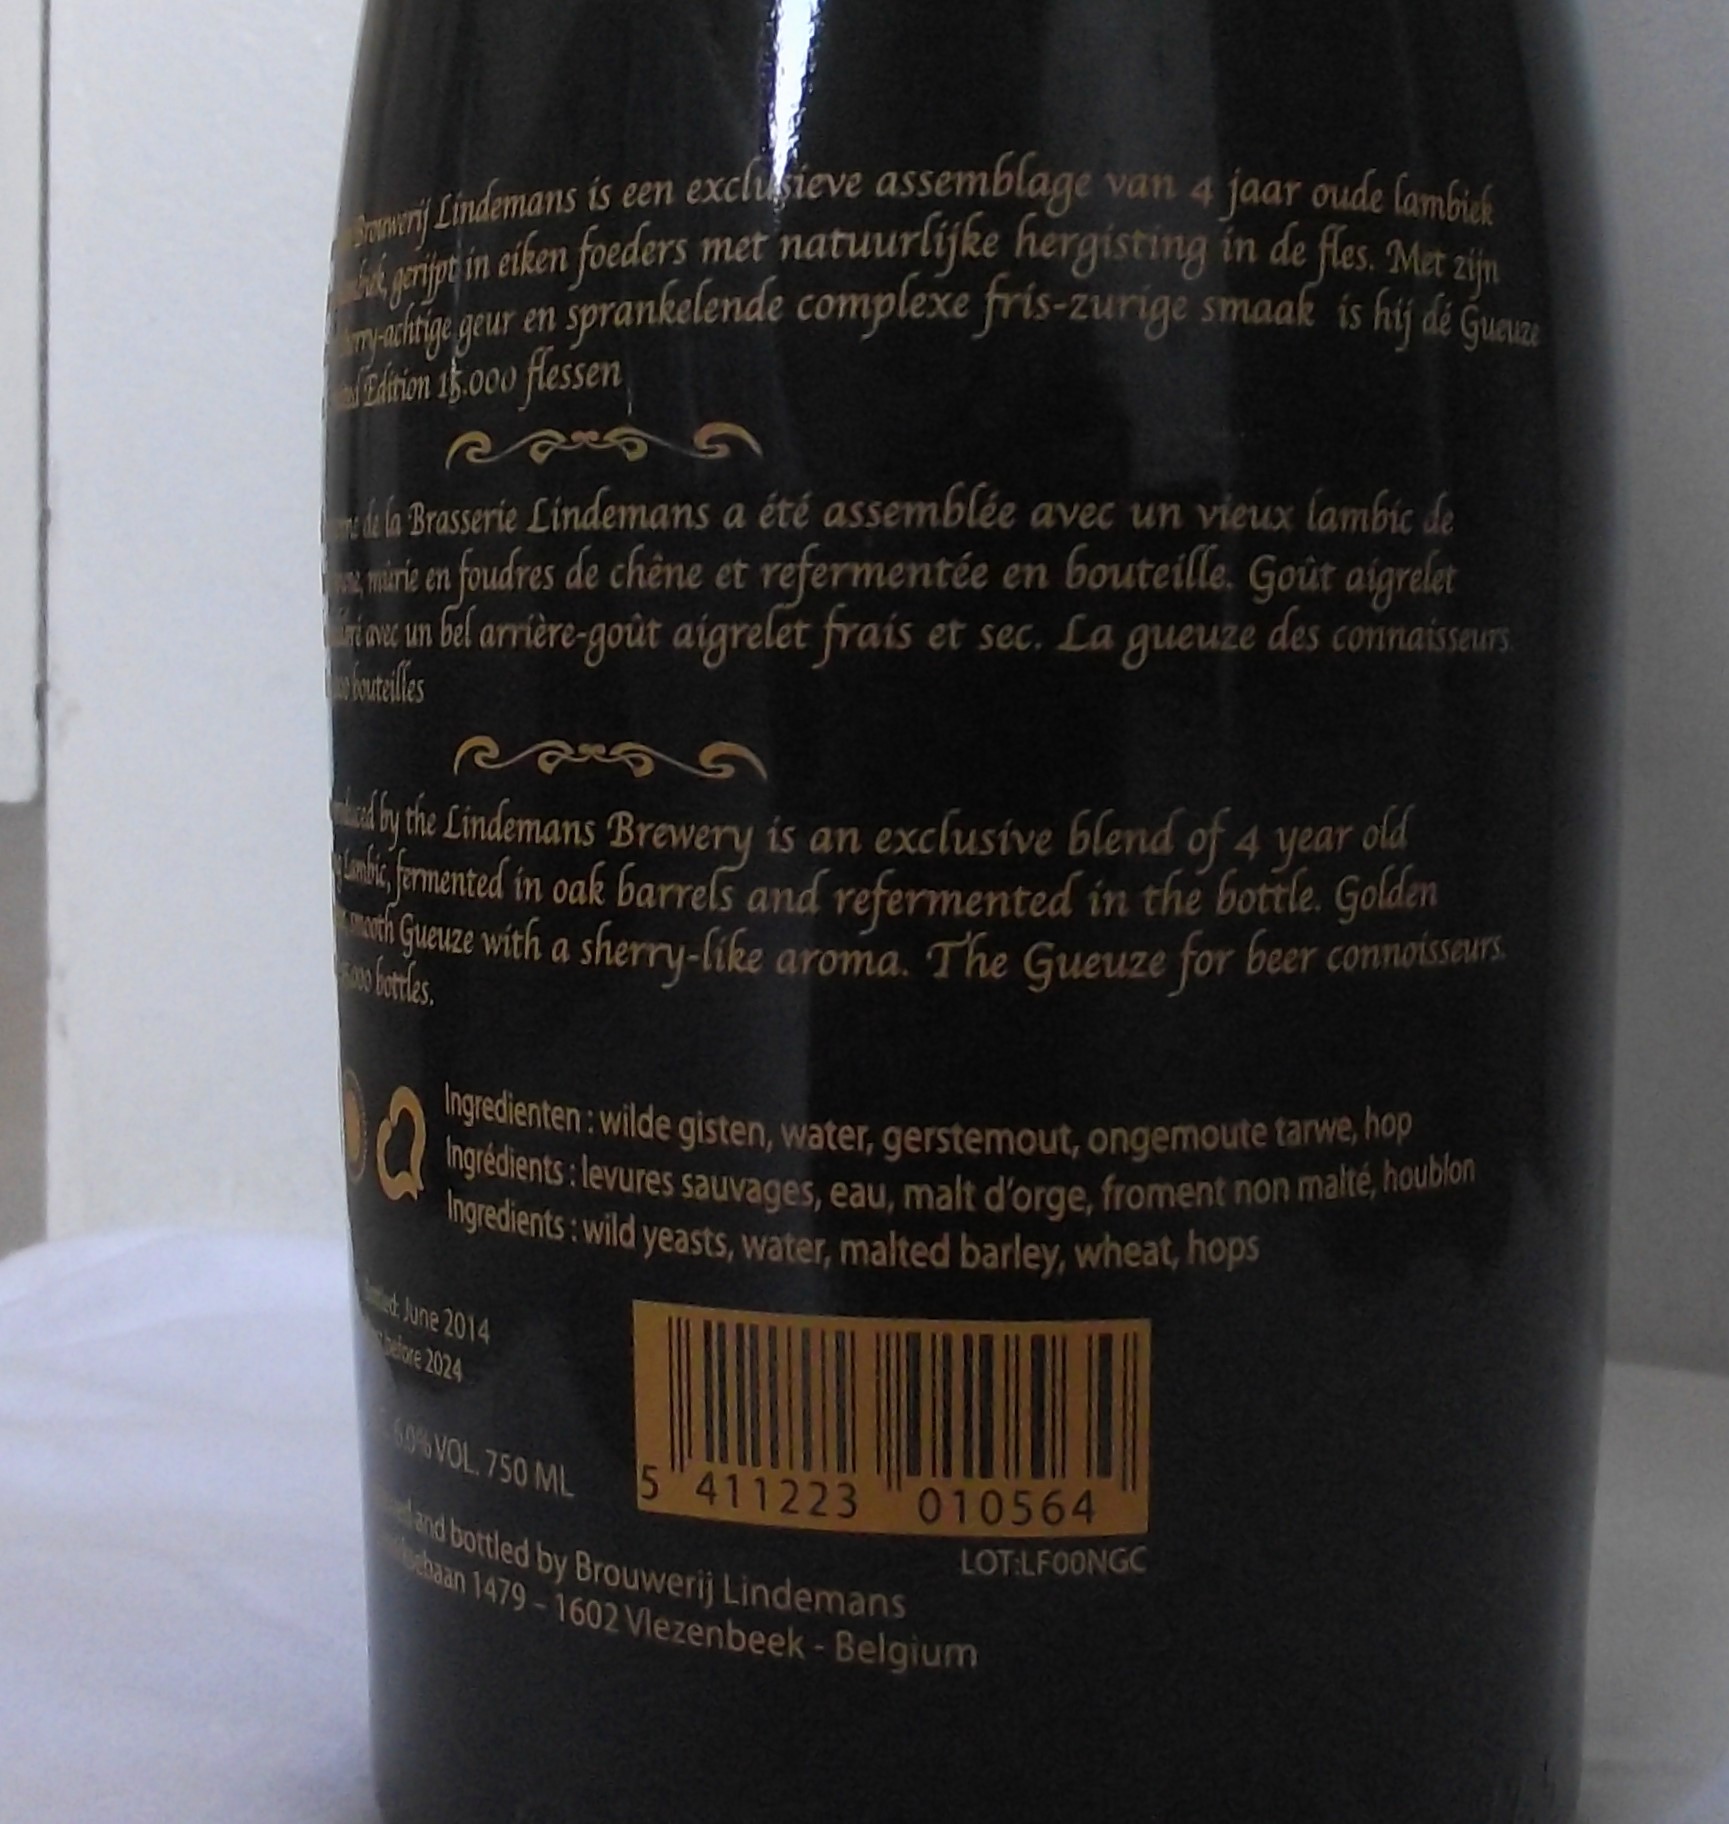 Brouwerij Lindemans is een exclusieve assemblage van 4 jaar oude lambiek
gerijpt in eiken foeders met natuurlijke hergisting in de fles. Met zijn
geur en sprankelende complexe fris-zurige smaak is hij dé Gueuze
Edition 15.000 flessen
de la Brasserie Lindemans a été assemblée avec un vieux lambic de
mûrie en foudres de chêne et refermentée en bouteille. Goût aigrelet
avec un bel arrière-goût aigrelet frais et sec. La gueuze des connaisseurs.
bouteilles
by the Lindemans Brewery is an exclusive blend of 4 year old
Lambic, fermented in oak barrels and refermented in the bottle. Golden
smooth Gueuze with a sherry-like aroma. The Gueuze for beer connoisseurs.
bottles.
Ingredienten : wilde gisten, water, gerstemout, ongemoute tarwe, hop
Ingrédients : levures sauvages, eau, malt d'orge, froment non malté, houblon
Ingredients : wild yeasts, water, malted barley, wheat, hops
June 2014
before 2024
6.0% VOL. 750 ML
5 411223 010564
LOT:LF00NGC
and bottled by Brouwerij Lindemans
1479 – 1602 Vlezenbeek - Belgium